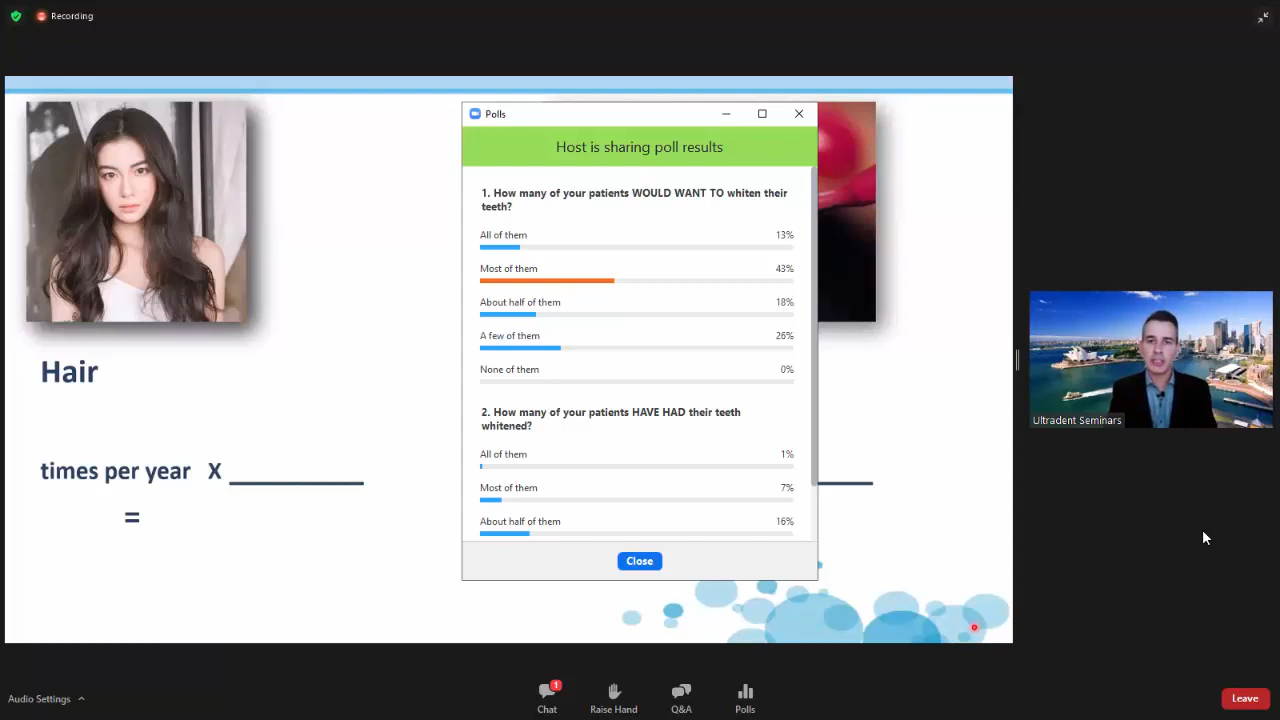 Recording
Polls
Host is sharing poll results
1. How many of your patients WOULD WANT TO whiten their
teeth?
All of them 13%
Most of them 43%
About half of them 18%
A few of them 26%
None of them 0%
2. How many of your patients HAVE HAD their teeth
whitened?
All of them 1%
Most of them 7%
About half of them 16%
Close
Hair
times per year X ___________
=
Ultradent Seminars
Audio Settings
1
Chat
Raise Hand
Q&A
Polls
Leave